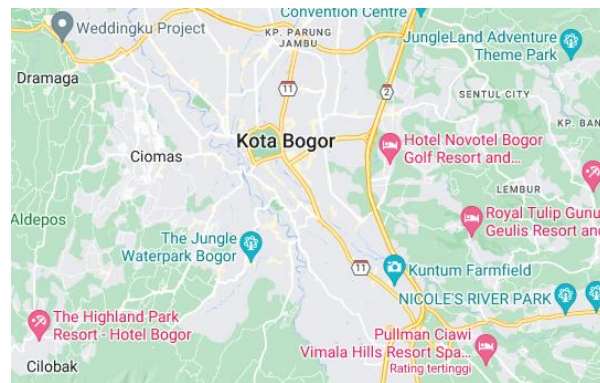 Convention Centre
Weddingku Project
KP. PARUNG
JAMBU
JungleLand Adventure
Theme Park
Dramaga
11
2
SENTUL CITY
KP. BAN
Kota Bogor
Hotel Novotel Bogor
Golf Resort and...
Ciomas
LEMBUR
Aldepos
Royal Tulip Gunu
Geulis Resort and
The Jungle
Waterpark Bogor
11
Kuntum Farmfield
NICOLE'S RIVER PARK
The Highland Park
Resort - Hotel Bogor
Pullman Ciawi
Vimala Hills Resort Spa...
Rating tertinggi
Cilobak